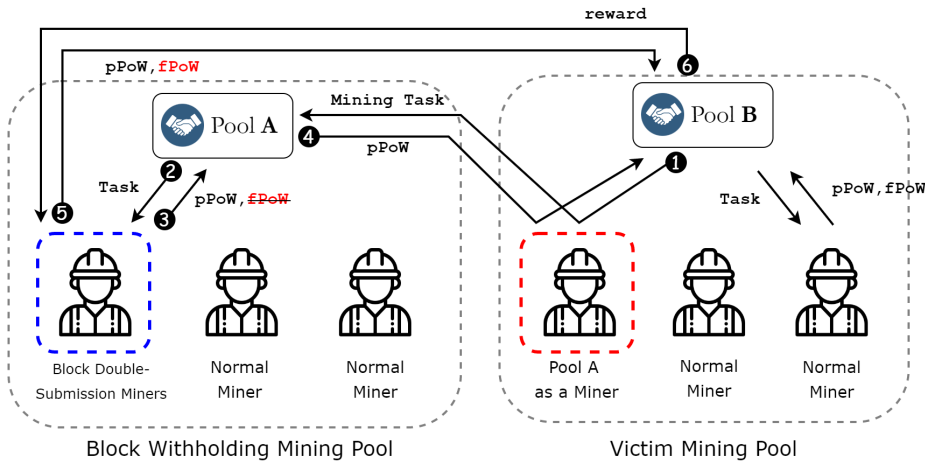 reward
6
pPoW,fPoW
Mining Task
Pool A
Pool B
4
pPoW
1
2
Task
3
pPoW,fPoW
5
Task
pPoW,fPoW
Block Double-
Submission Miners
Normal
Miner
Normal
Miner
Pool A
as a Miner
Normal
Miner
Normal
Miner
Block Withholding Mining Pool
Victim Mining Pool